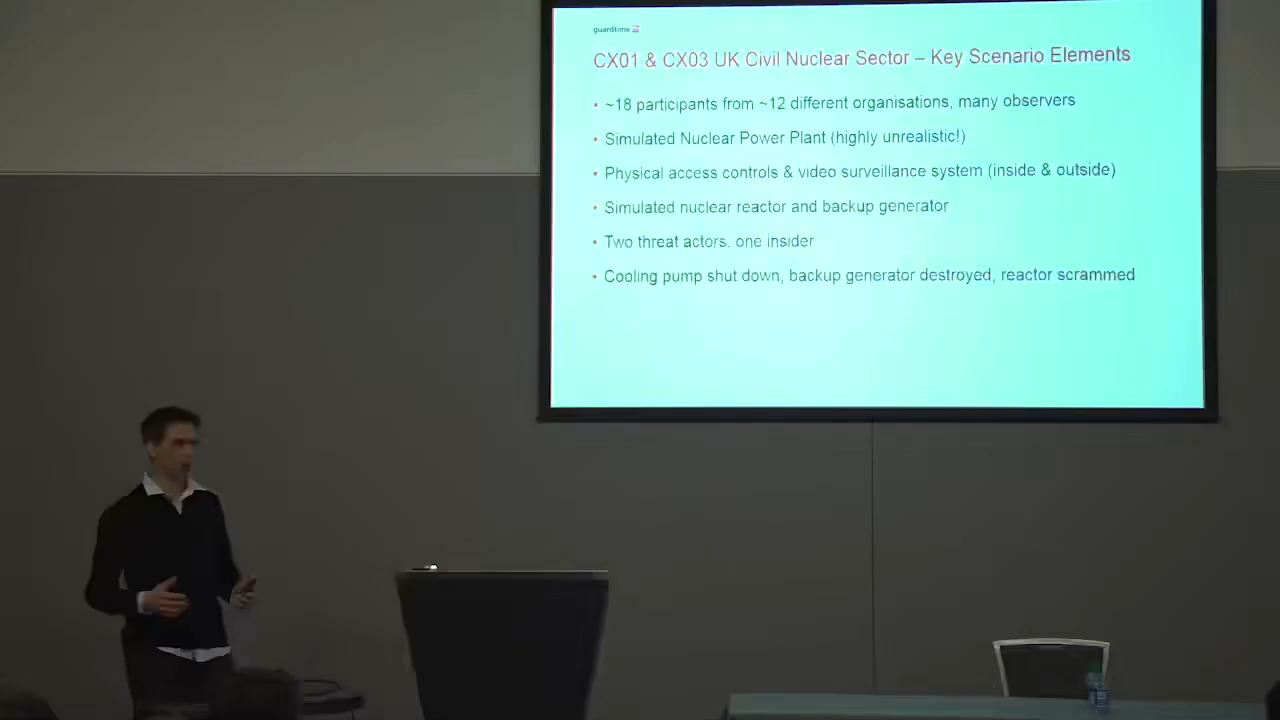 guardtime
CX01 & CX03 UK Civil Nuclear Sector – Key Scenario Elements
• ~18 participants from ~12 different organisations, many observers
• Simulated Nuclear Power Plant (highly unrealistic!)
• Physical access controls & video surveillance system (inside & outside)
• Simulated nuclear reactor and backup generator
• Two threat actors, one insider
• Cooling pump shut down, backup generator destroyed, reactor scrammed